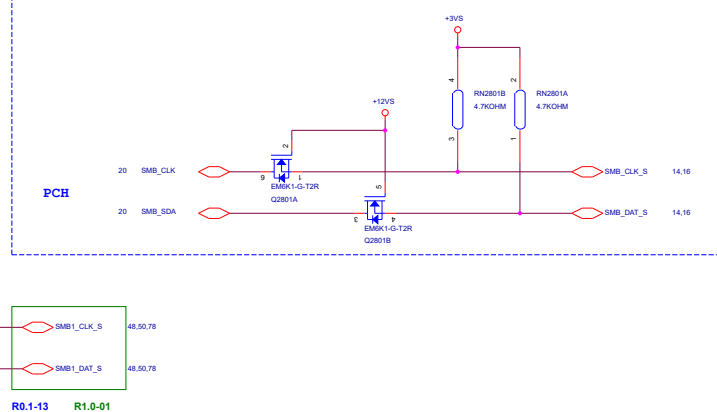 +3VS
4
2
RN2801B
RN2801A
4.7KOHM
4.7KOHM
+12VS
3
1
2
20 SMB_CLK
6
1
SMB_CLK_S 14,16
EM6K1-G-T2R
Q2801A
5
PCH
20 SMB_SDA
3
4
SMB_DAT_S 14,16
EM6K1-G-T2R
Q2801B
SMB1_CLK_S 48,50,78
SMB1_DAT_S 48,50,78
R0.1-13 R1.0-01